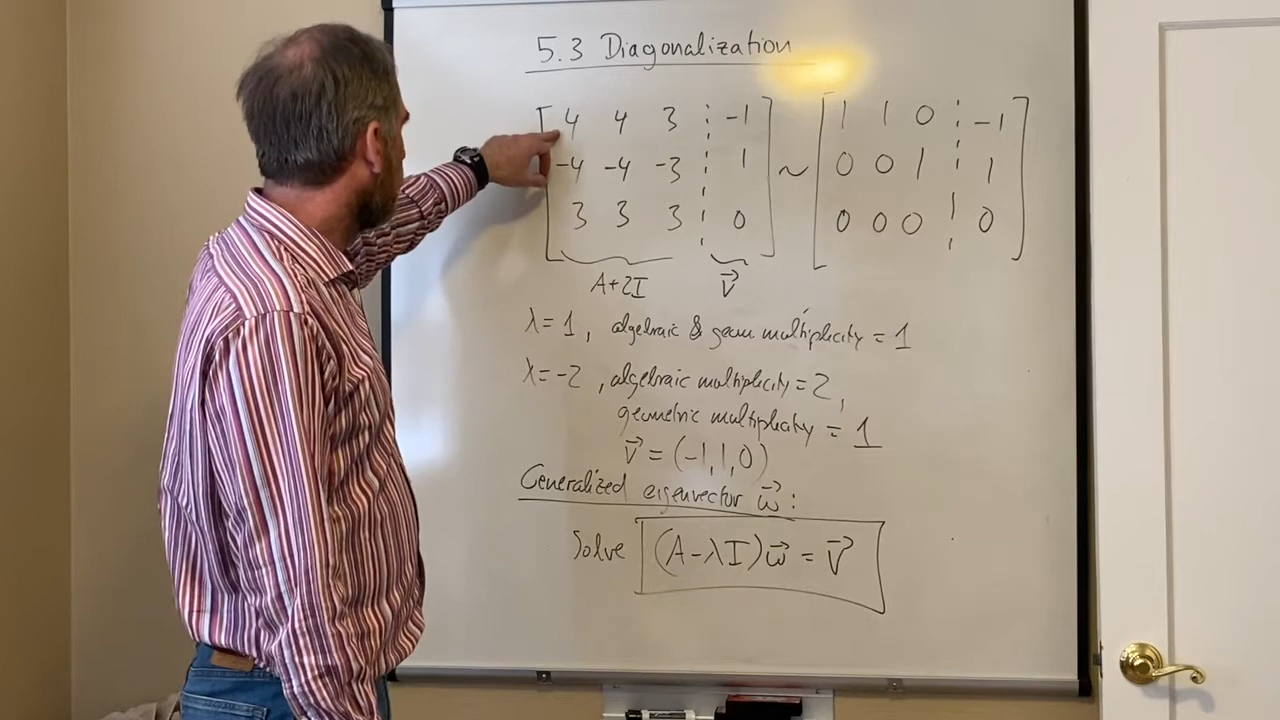 5.3 Diagonalization
4 4 3 -1 ~ 1 1 0 -1
-4 -4 -3 1 0 0 1 1
3 3 3 0 0 0 0 0
A+2I v⃗
λ=1, algebraic & geom multiplicity = 1
λ=-2, algebraic multiplicity = 2,
geometric multiplicity = 1
v⃗ = (-1,1,0)
Generalized eigenvector w⃗:
Solve (A-λI)w⃗ = v⃗